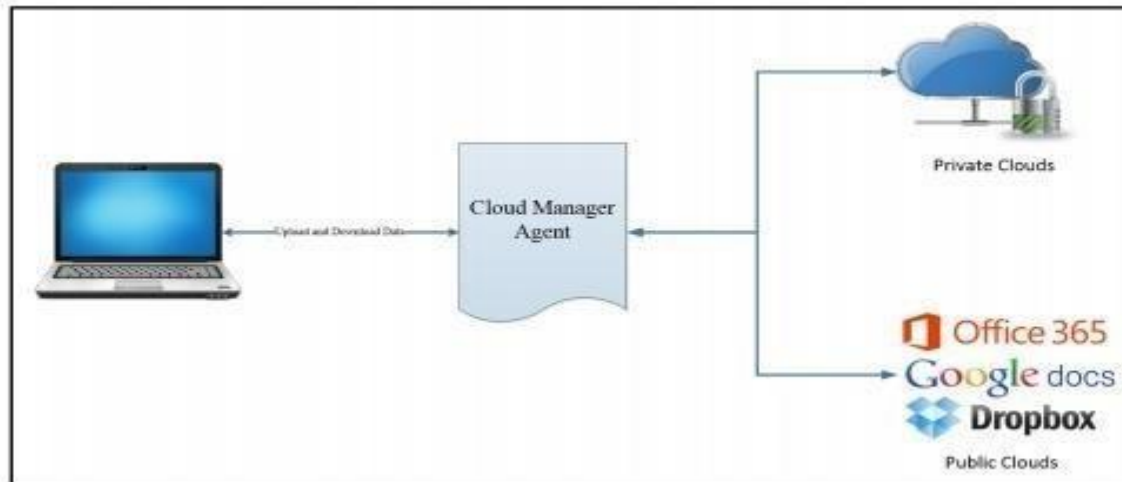 Upload and Download Data
Cloud Manager
Agent
Private Clouds
Office 365
Google docs
Dropbox
Public Clouds